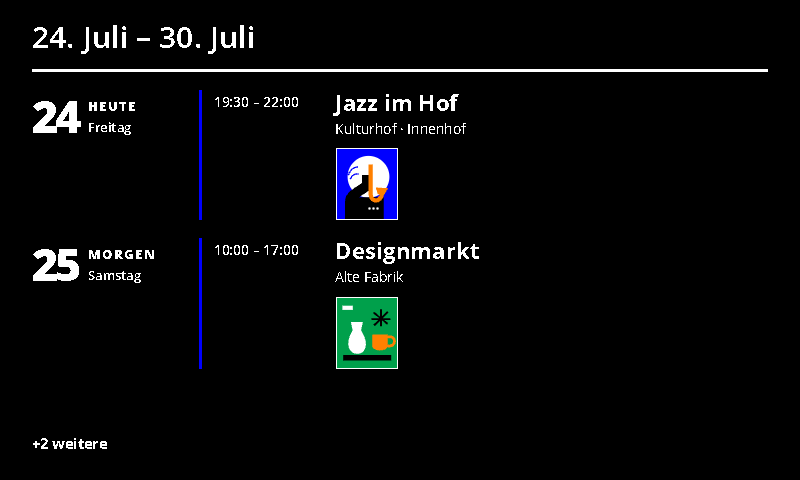 24. Juli – 30. Juli
24 HEUTE
Freitag
19:30 – 22:00
Jazz im Hof
Kulturhof · Innenhof
25 MORGEN
Samstag
10:00 – 17:00
Designmarkt
Alte Fabrik
+2 weitere